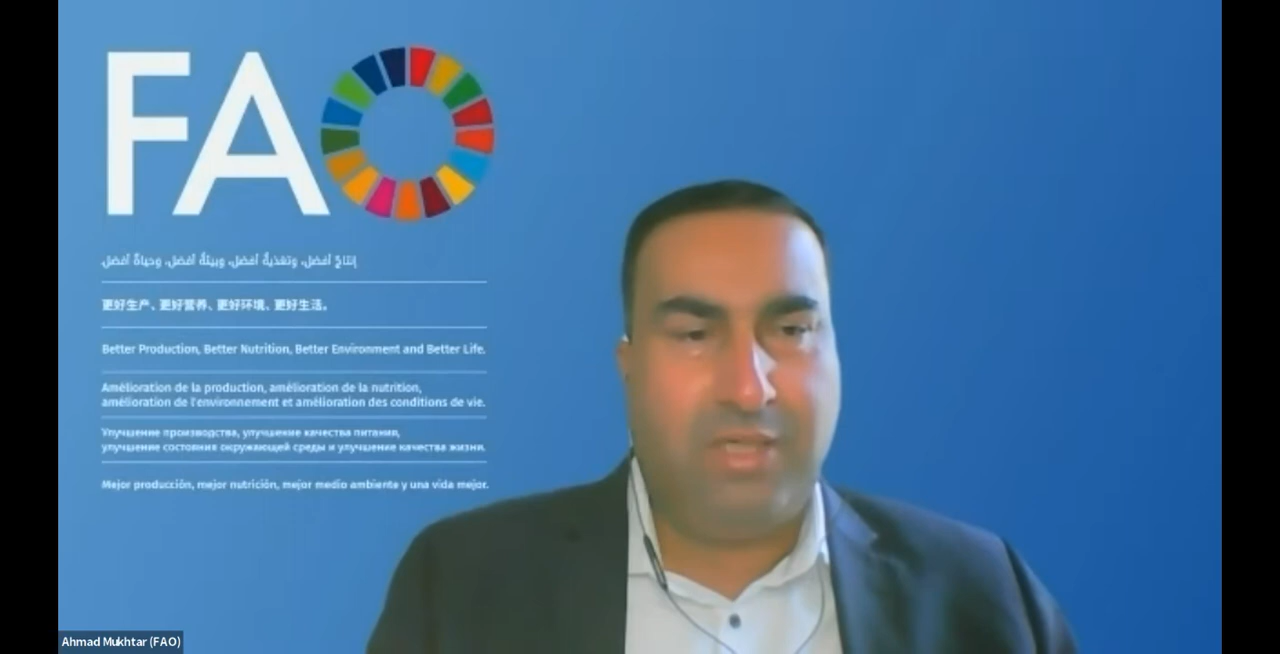 FAO
إنتاجٌ أفضل، وتغذيةٌ أفضل، وبيئةٌ أفضل، وحياةٌ أفضل.
更好生产、更好营养、更好环境、更好生活。
Better Production, Better Nutrition, Better Environment and Better Life.
Amélioration de la production, amélioration de la nutrition,
amélioration de l'environnement et amélioration des conditions de vie.
Улучшение производства, улучшение качества питания,
улучшение состояния окружающей среды и улучшение качества жизни.
Mejor producción, mejor nutrición, mejor medio ambiente y una vida mejor.
Ahmad Mukhtar (FAO)